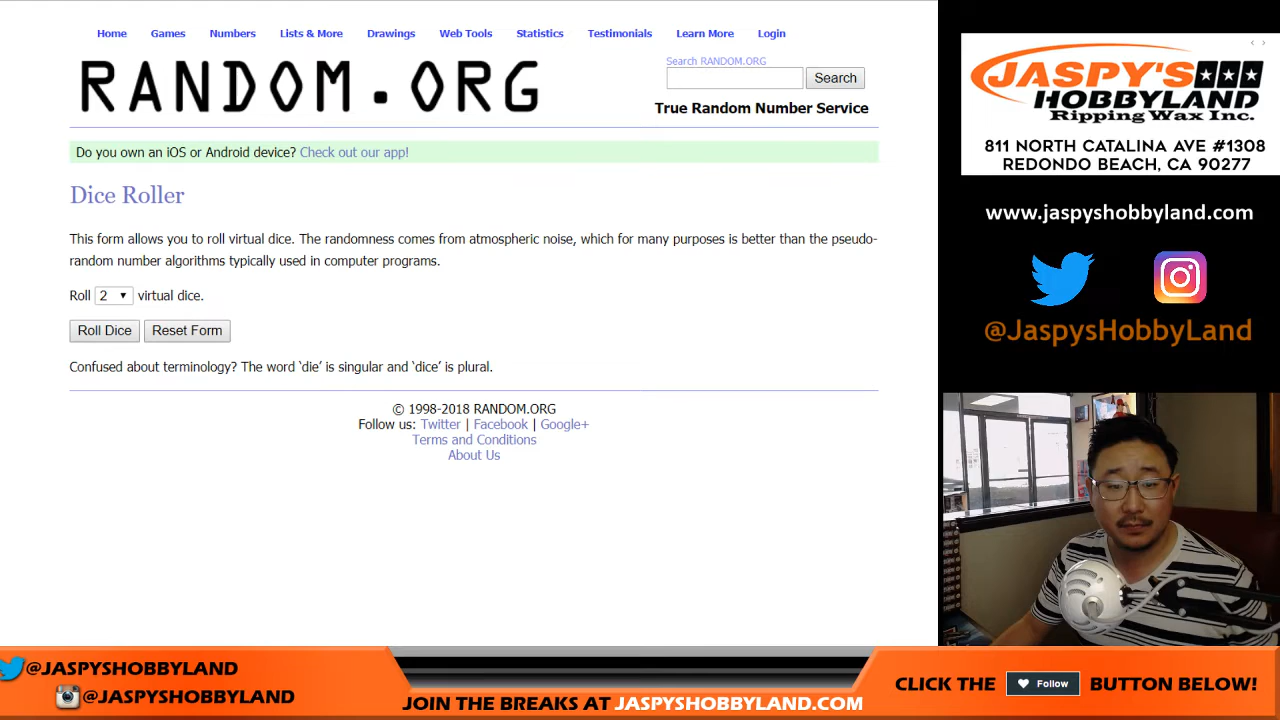 Home Games Numbers Lists & More Drawings Web Tools Statistics Testimonials Learn More Login
RANDOM.ORG
Search RANDOM.ORG
Search
True Random Number Service
Do you own an iOS or Android device? Check out our app!
Dice Roller
This form allows you to roll virtual dice. The randomness comes from atmospheric noise, which for many purposes is better than the pseudo-
random number algorithms typically used in computer programs.
Roll 2 virtual dice.
Roll Dice Reset Form
Confused about terminology? The word ‘die’ is singular and ‘dice’ is plural.
© 1998-2018 RANDOM.ORG
Follow us: Twitter | Facebook | Google+
Terms and Conditions
About Us
JASPY'S
HOBBYLAND
Ripping Wax Inc.
811 NORTH CATALINA AVE #1308
REDONDO BEACH, CA 90277
www.jaspyshobbyland.com
@JaspysHobbyLand
@JASPYSHOBBYLAND
@JASPYSHOBBYLAND
JOIN THE BREAKS AT JASPYSHOBBYLAND.COM
CLICK THE Follow BUTTON BELOW!